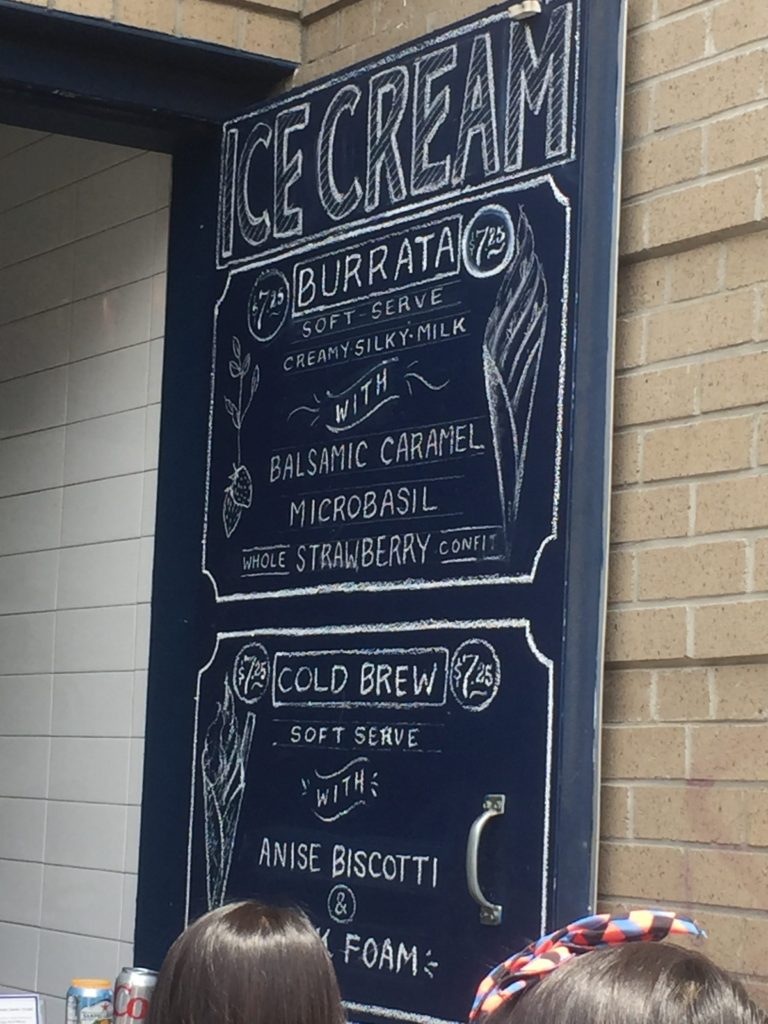 ICE CREAM
$7.25 BURRATA $7.25
SOFT-SERVE
CREAMY·SILKY·MILK
WITH
BALSAMIC CARAMEL
MICROBASIL
WHOLE STRAWBERRY CONFIT
$7.25 COLD BREW $7.25
SOFT SERVE
WITH
ANISE BISCOTTI
&
FOAM
Co